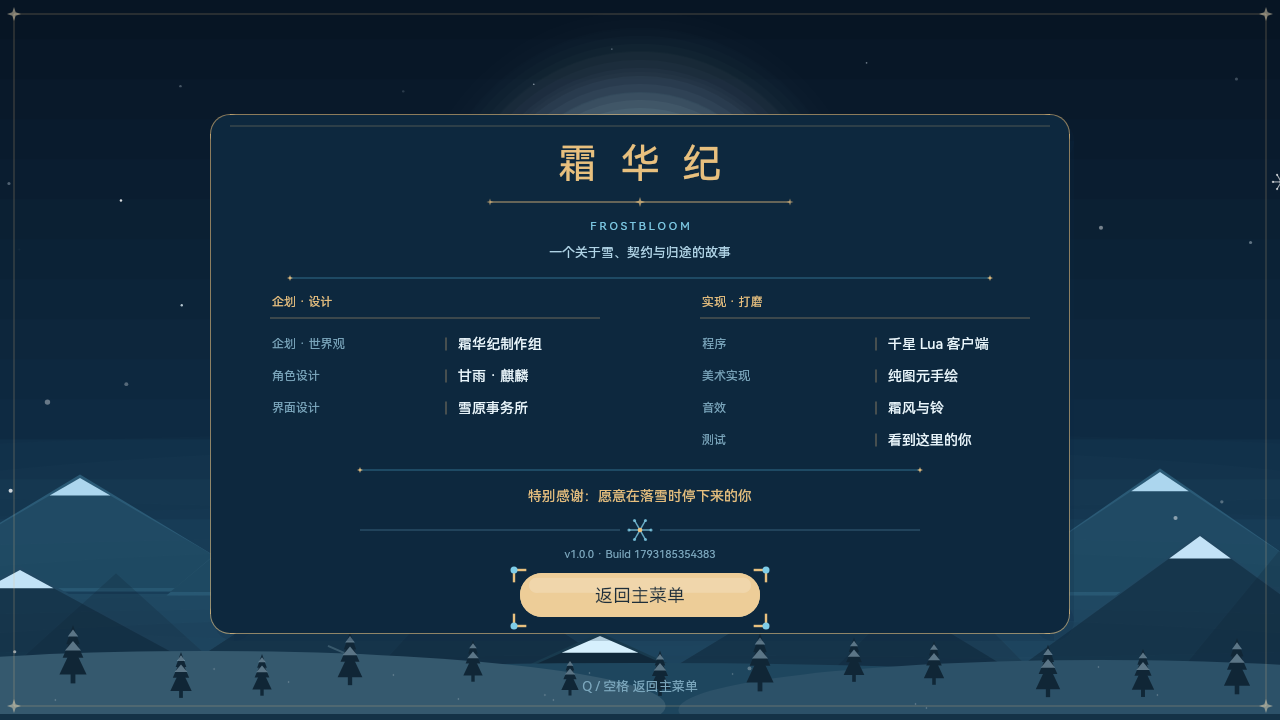 霜华纪
FROSTBLOOM
一个关于雪、契约与归途的故事
企划 · 设计
企划 · 世界观 霜华纪制作组
角色设计 甘雨 · 麒麟
界面设计 雪原事务所
实现 · 打磨
程序 千星 Lua 客户端
美术实现 纯图元手绘
音效 霜风与铃
测试 看到这里的你
特别感谢：愿意在落雪时停下来的你
v1.0.0 · Build 1793185354383
返回主菜单
Q / 空格 返回主菜单